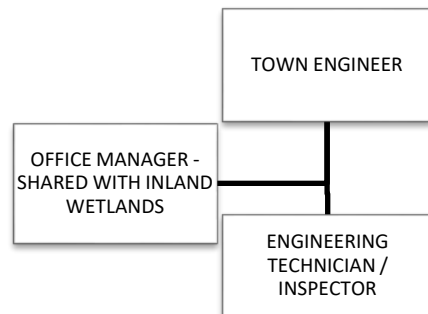 TOWN ENGINEER
OFFICE MANAGER -
SHARED WITH INLAND
WETLANDS
ENGINEERING
TECHNICIAN /
INSPECTOR